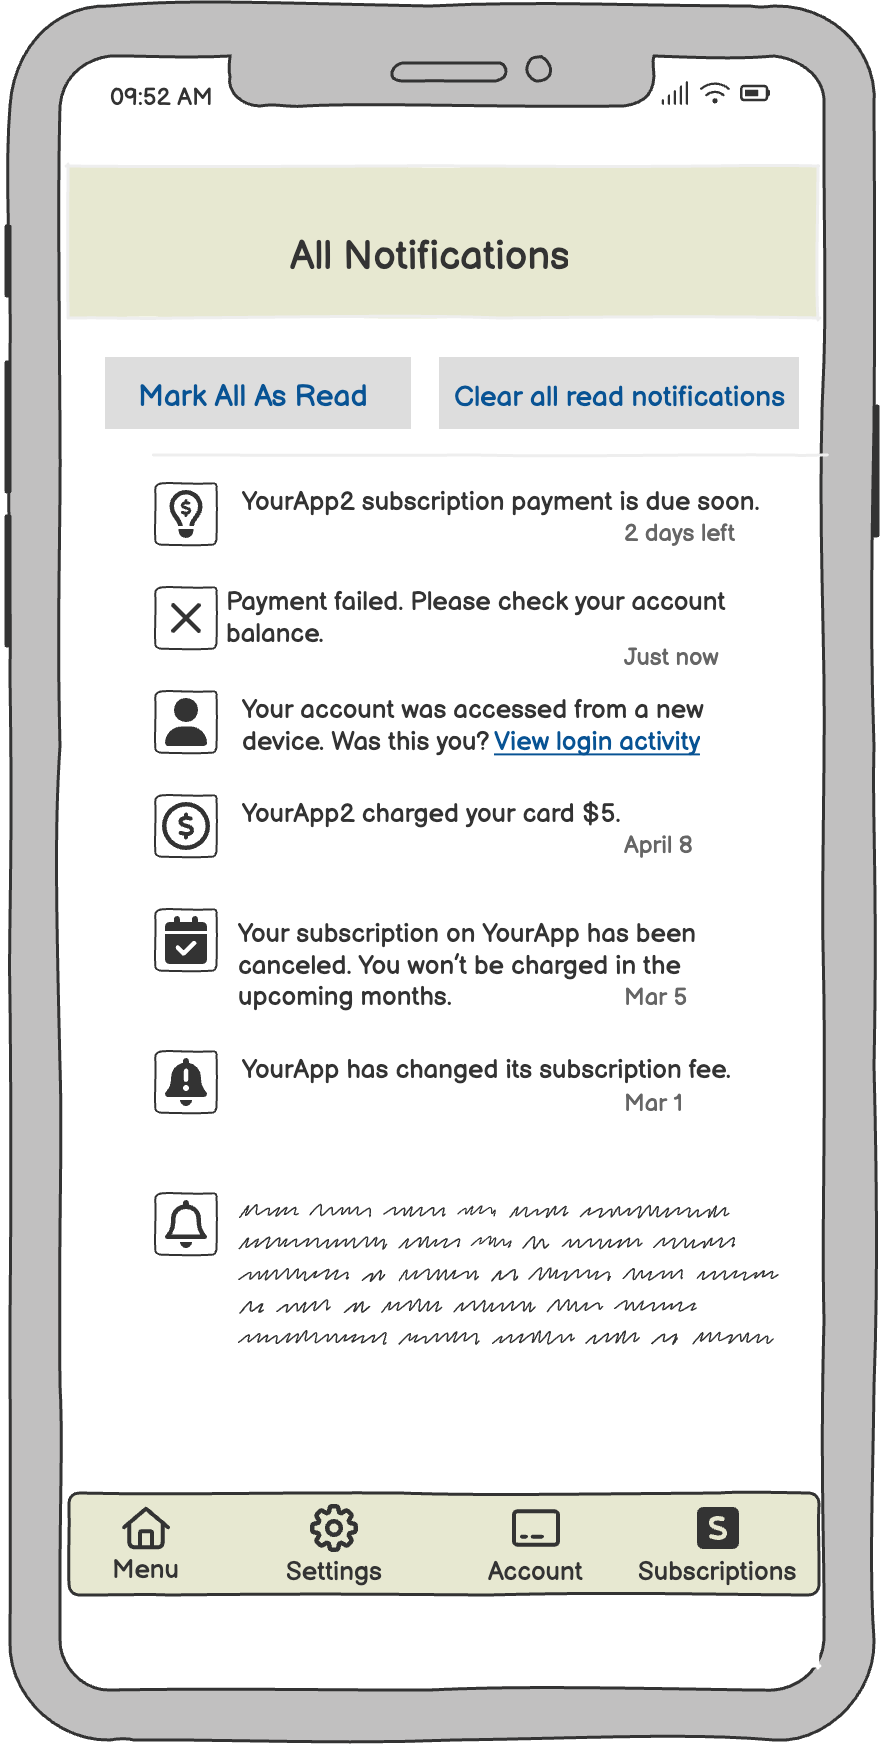 09:52 AM
All Notifications
Mark All As Read
Clear all read notifications
YourApp2 subscription payment is due soon.
2 days left
Payment failed. Please check your account
balance.
Just now
Your account was accessed from a new
device. Was this you? View login activity
YourApp2 charged your card $5.
April 8
Your subscription on YourApp has been
canceled. You won't be charged in the
upcoming months.
Mar 5
YourApp has changed its subscription fee.
Mar 1
Menu
Settings
Account
S
Subscriptions